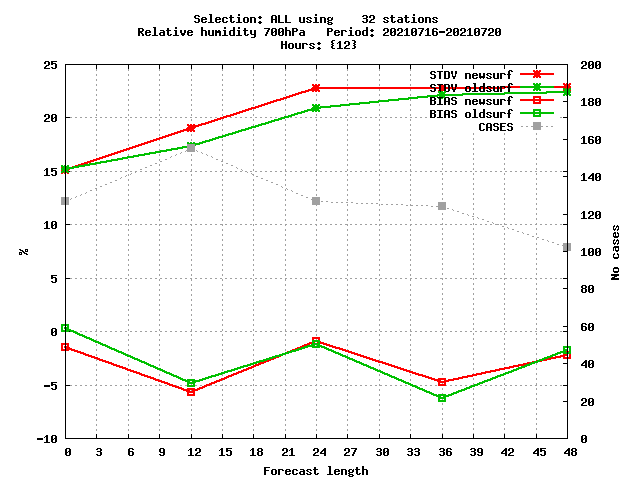 Selection: ALL using    32 stations
Relative humidity 700hPa   Period: 20210716-20210720
Hours: {12}
25
20
15
10
5
0
-5
-10
%
200
180
160
140
120
100
80
60
40
20
0
No cases
STDV newsurf
STDV oldsurf
BIAS newsurf
BIAS oldsurf
CASES
0 3 6 9 12 15 18 21 24 27 30 33 36 39 42 45 48
Forecast length